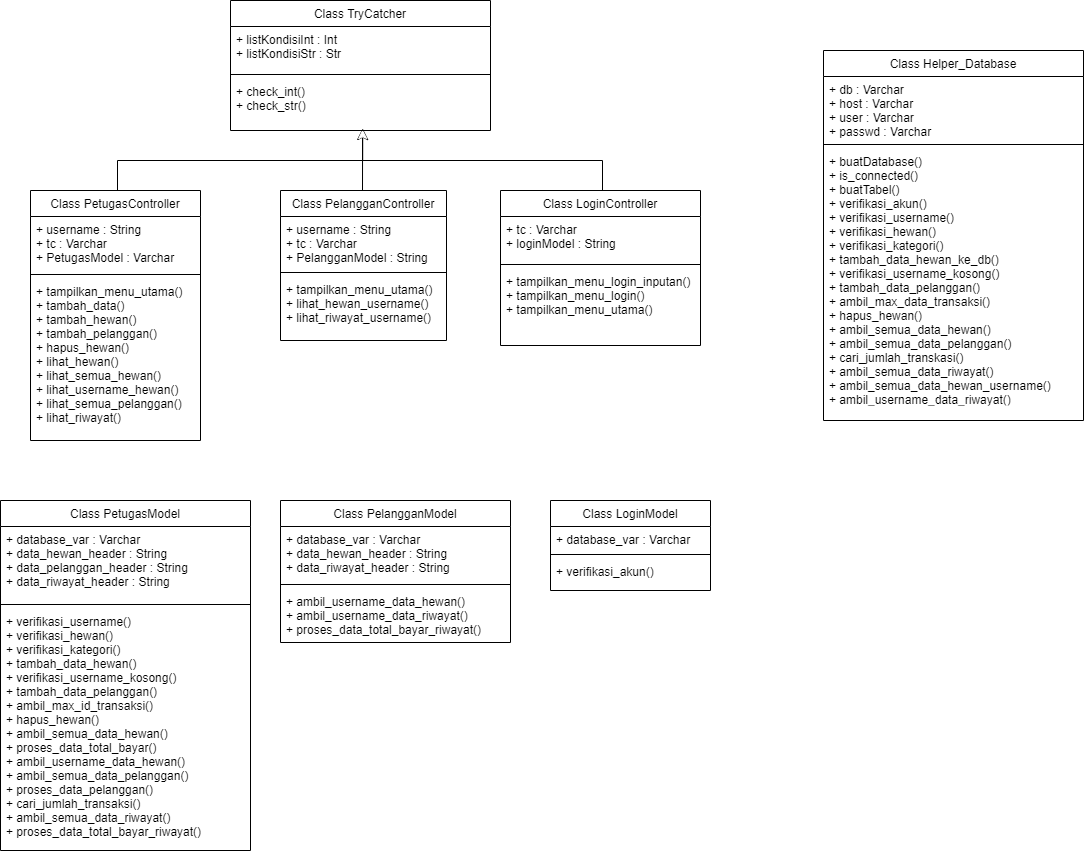 Class TryCatcher
+ listKondisiInt : Int
+ listKondisiStr : Str
+ check_int()
+ check_str()
Class Helper_Database
+ db : Varchar
+ host : Varchar
+ user : Varchar
+ passwd : Varchar
+ buatDatabase()
+ is_connected()
+ buatTabel()
+ verifikasi_akun()
+ verifikasi_username()
+ verifikasi_hewan()
+ verifikasi_kategori()
+ tambah_data_hewan_ke_db()
+ verifikasi_username_kosong()
+ tambah_data_pelanggan()
+ ambil_max_data_transaksi()
+ hapus_hewan()
+ ambil_semua_data_hewan()
+ ambil_semua_data_pelanggan()
+ cari_jumlah_transkasi()
+ ambil_semua_data_riwayat()
+ ambil_semua_data_hewan_username()
+ ambil_username_data_riwayat()
Class PetugasController
+ username : String
+ tc : Varchar
+ PetugasModel : Varchar
+ tampilkan_menu_utama()
+ tambah_data()
+ tambah_hewan()
+ tambah_pelanggan()
+ hapus_hewan()
+ lihat_hewan()
+ lihat_semua_hewan()
+ lihat_username_hewan()
+ lihat_semua_pelanggan()
+ lihat_riwayat()
Class PelangganController
+ username : String
+ tc : Varchar
+ PelangganModel : String
+ tampilkan_menu_utama()
+ lihat_hewan_username()
+ lihat_riwayat_username()
Class LoginController
+ tc : Varchar
+ loginModel : String
+ tampilkan_menu_login_inputan()
+ tampilkan_menu_login()
+ tampilkan_menu_utama()
Class PetugasModel
+ database_var : Varchar
+ data_hewan_header : String
+ data_pelanggan_header : String
+ data_riwayat_header : String
+ verifikasi_username()
+ verifikasi_hewan()
+ verifikasi_kategori()
+ tambah_data_hewan()
+ verifikasi_username_kosong()
+ tambah_data_pelanggan()
+ ambil_max_id_transaksi()
+ hapus_hewan()
+ ambil_semua_data_hewan()
+ proses_data_total_bayar()
+ ambil_username_data_hewan()
+ ambil_semua_data_pelanggan()
+ proses_data_pelanggan()
+ cari_jumlah_transaksi()
+ ambil_semua_data_riwayat()
+ proses_data_total_bayar_riwayat()
Class PelangganModel
+ database_var : Varchar
+ data_hewan_header : String
+ data_riwayat_header : String
+ ambil_username_data_hewan()
+ ambil_username_data_riwayat()
+ proses_data_total_bayar_riwayat()
Class LoginModel
+ database_var : Varchar
+ verifikasi_akun()